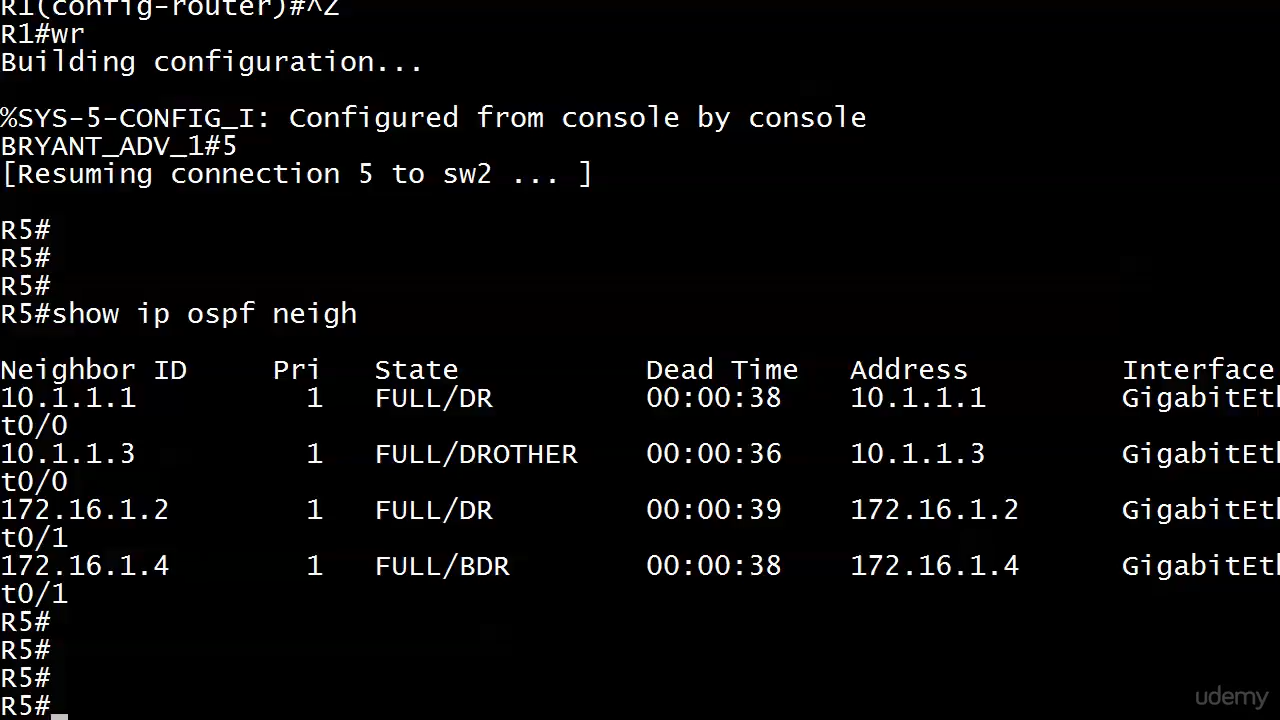 R1(config-router)#^Z
R1#wr
Building configuration...
%SYS-5-CONFIG_I: Configured from console by console
BRYANT_ADV_1#5
[Resuming connection 5 to sw2 ... ]
R5#
R5#
R5#
R5#show ip ospf neigh
Neighbor ID Pri State Dead Time Address Interface
10.1.1.1 1 FULL/DR 00:00:38 10.1.1.1 GigabitEth
t0/0
10.1.1.3 1 FULL/DROTHER 00:00:36 10.1.1.3 GigabitEth
t0/0
172.16.1.2 1 FULL/DR 00:00:39 172.16.1.2 GigabitEth
t0/1
172.16.1.4 1 FULL/BDR 00:00:38 172.16.1.4 GigabitEth
t0/1
R5#
R5#
R5#
R5#
udemy